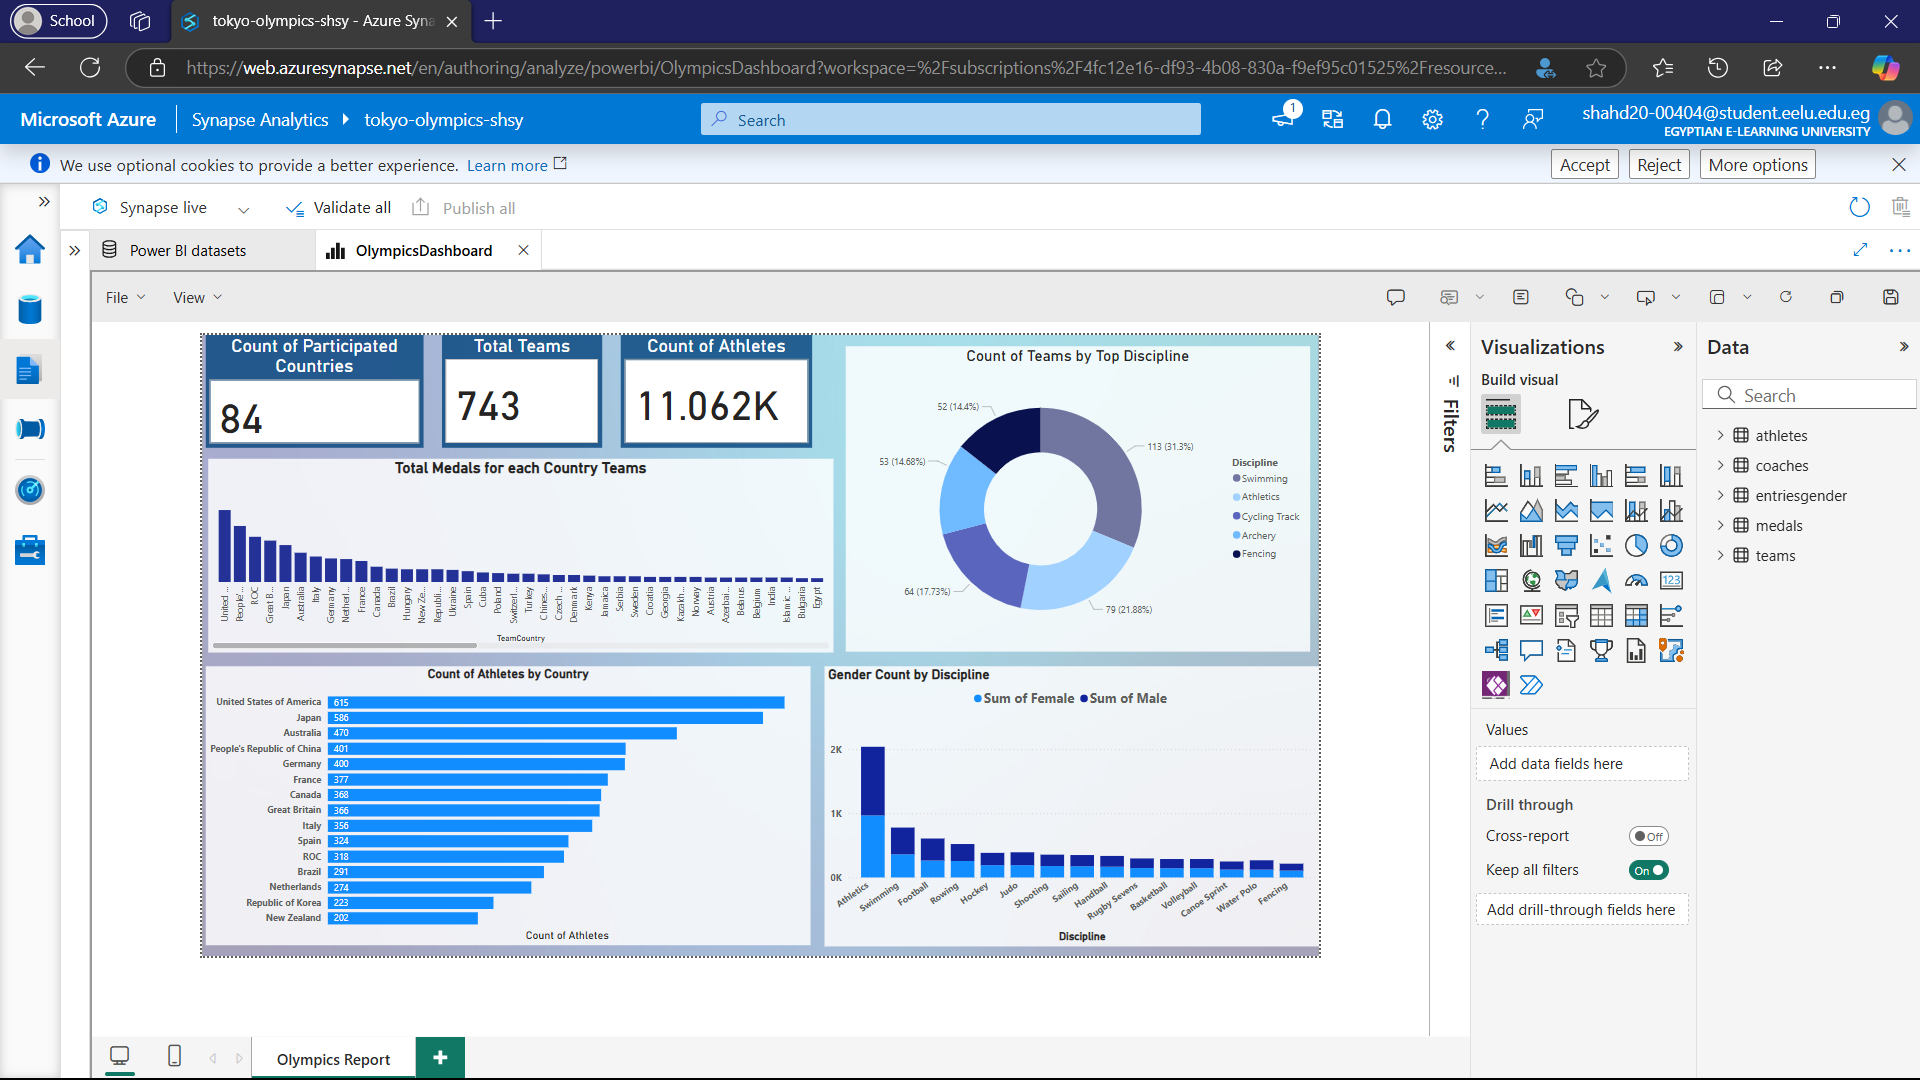 School
tokyo-olympics-shsy - Azure Syna
https://web.azuresynapse.net/en/authoring/analyze/powerbi/OlympicsDashboard?workspace=%2Fsubscriptions%2F4fc12e16-df93-4b08-830a-f9ef95c01525%2Fresource...
Microsoft Azure
Synapse Analytics
tokyo-olympics-shsy
Search
1
shahd20-00404@student.eelu.edu.eg
EGYPTIAN E-LEARNING UNIVERSITY
We use optional cookies to provide a better experience. Learn more
Accept
Reject
More options
Synapse live
Validate all
Publish all
Power BI datasets
OlympicsDashboard
File
View
Count of Participated
Countries
84
Total Teams
743
Count of Athletes
11.062K
Total Medals for each Country Teams
United ...
People'...
ROC
Great B...
Japan
Australia
Italy
Germany
Netherl...
France
Canada
Brazil
Hungary
New Ze...
Republi...
Ukraine
Spain
Cuba
Poland
Switzerl...
Turkey
Chines...
Czech ...
Denmark
Kenya
Jamaica
Serbia
Sweden
Croatia
Georgia
Kazakh...
Norway
Austria
Azerbai...
Belarus
Belgium
India
Islamic ...
Bulgaria
Egypt
TeamCountry
Count of Teams by Top Discipline
52 (14.4%)
113 (31.3%)
53 (14.68%)
64 (17.73%)
79 (21.88%)
Discipline
Swimming
Athletics
Cycling Track
Archery
Fencing
Count of Athletes by Country
United States of America 615
Japan 586
Australia 470
People's Republic of China 401
Germany 400
France 377
Canada 368
Great Britain 366
Italy 356
Spain 324
ROC 318
Brazil 291
Netherlands 274
Republic of Korea 223
New Zealand 202
Count of Athletes
Gender Count by Discipline
Sum of Female Sum of Male
2K
1K
0K
Athletics
Swimming
Football
Rowing
Hockey
Judo
Shooting
Sailing
Handball
Rugby Sevens
Basketball
Volleyball
Canoe Sprint
Water Polo
Fencing
Discipline
Filters
Visualizations
Build visual
123
Values
Add data fields here
Drill through
Cross-report
Off
Keep all filters
On
Add drill-through fields here
Data
Search
athletes
coaches
entriesgender
medals
teams
Olympics Report